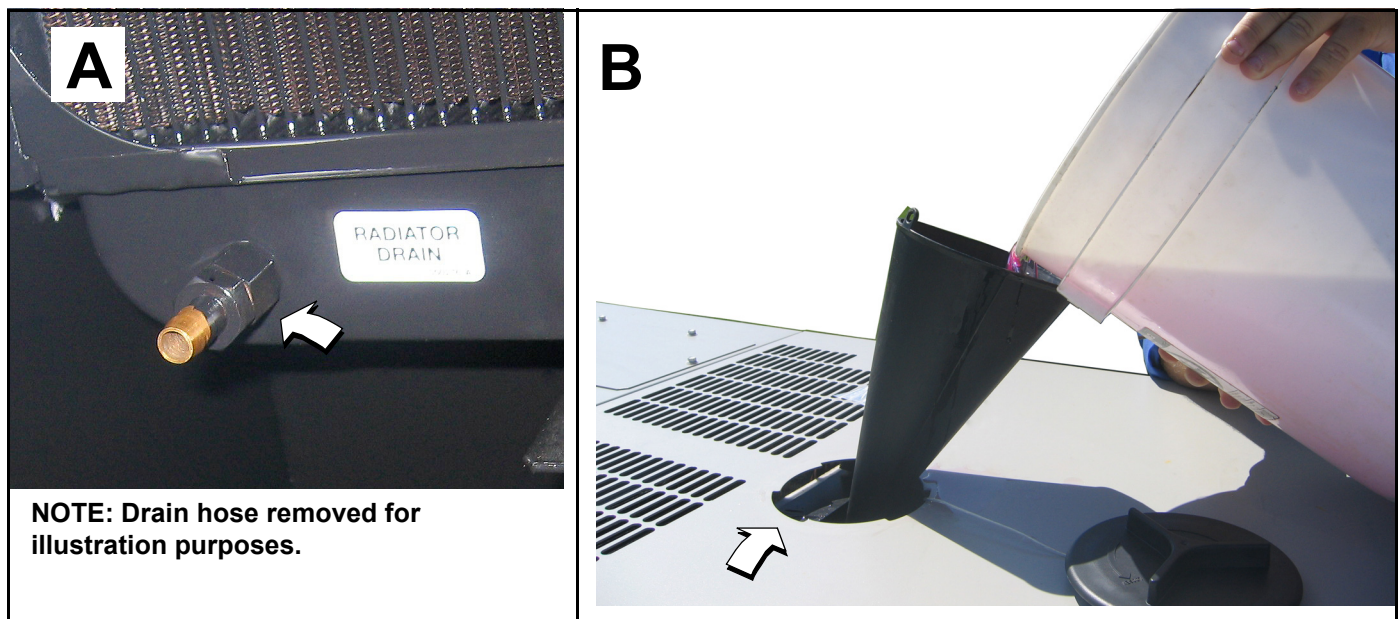 A
RADIATOR
DRAIN
NOTE: Drain hose removed for
illustration purposes.
B